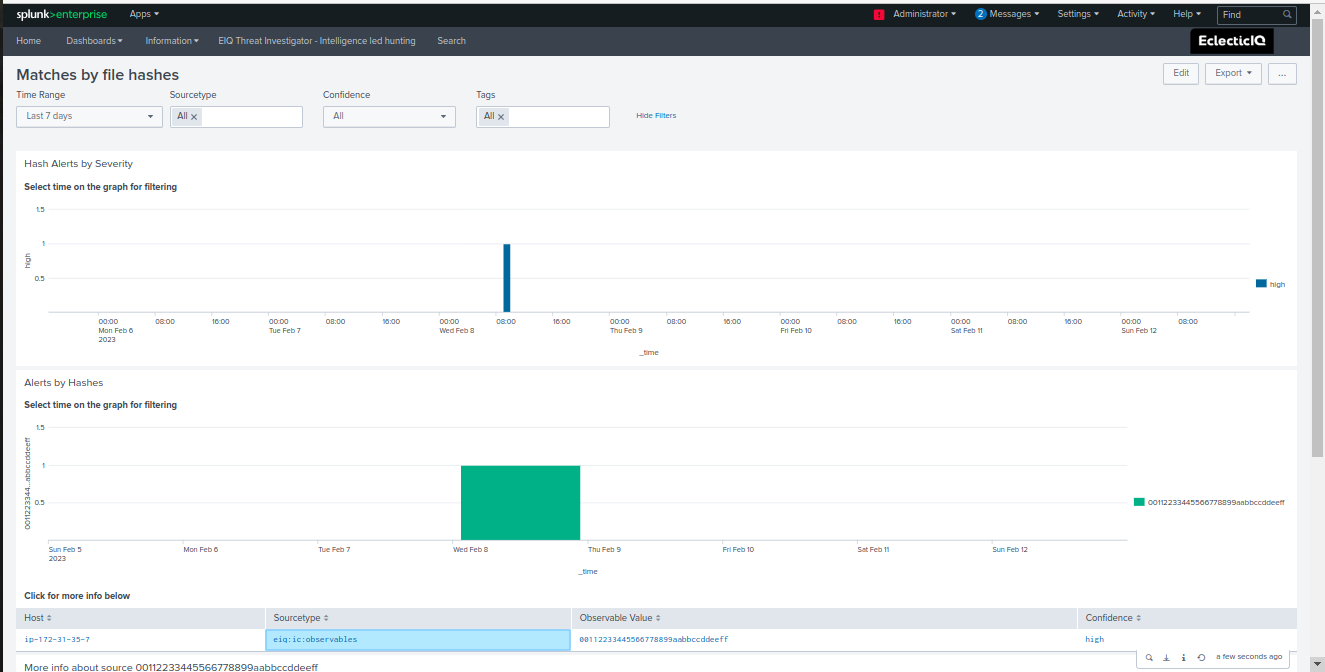 splunk>enterprise Apps ! Administrator 2 Messages Settings Activity Help Find
Home Dashboards Information EIQ Threat Investigator - Intelligence led hunting Search EclecticIQ
Matches by file hashes Edit Export ...
Time Range Sourcetype Confidence Tags
Last 7 days All × All All × Hide Filters
Hash Alerts by Severity
Select time on the graph for filtering
1.5
1
0.5
high
high
00:00 08:00 16:00 00:00 08:00 16:00 00:00 08:00 16:00 00:00 08:00 16:00 00:00 08:00 16:00 00:00 08:00 16:00 00:00 08:00
Mon Feb 6 Tue Feb 7 Wed Feb 8 Thu Feb 9 Fri Feb 10 Sat Feb 11 Sun Feb 12
2023
_time
Alerts by Hashes
Select time on the graph for filtering
1.5
1
0.5
0011223344...abbccddeeff
00112233445566778899aabbccddeeff
Sun Feb 5 Mon Feb 6 Tue Feb 7 Wed Feb 8 Thu Feb 9 Fri Feb 10 Sat Feb 11 Sun Feb 12
2023
_time
Click for more info below
Host Sourcetype Observable Value Confidence
ip-172-31-35-7 eiq:ic:observables 00112233445566778899aabbccddeeff high
a few seconds ago
More info about source 00112233445566778899aabbccddeeff